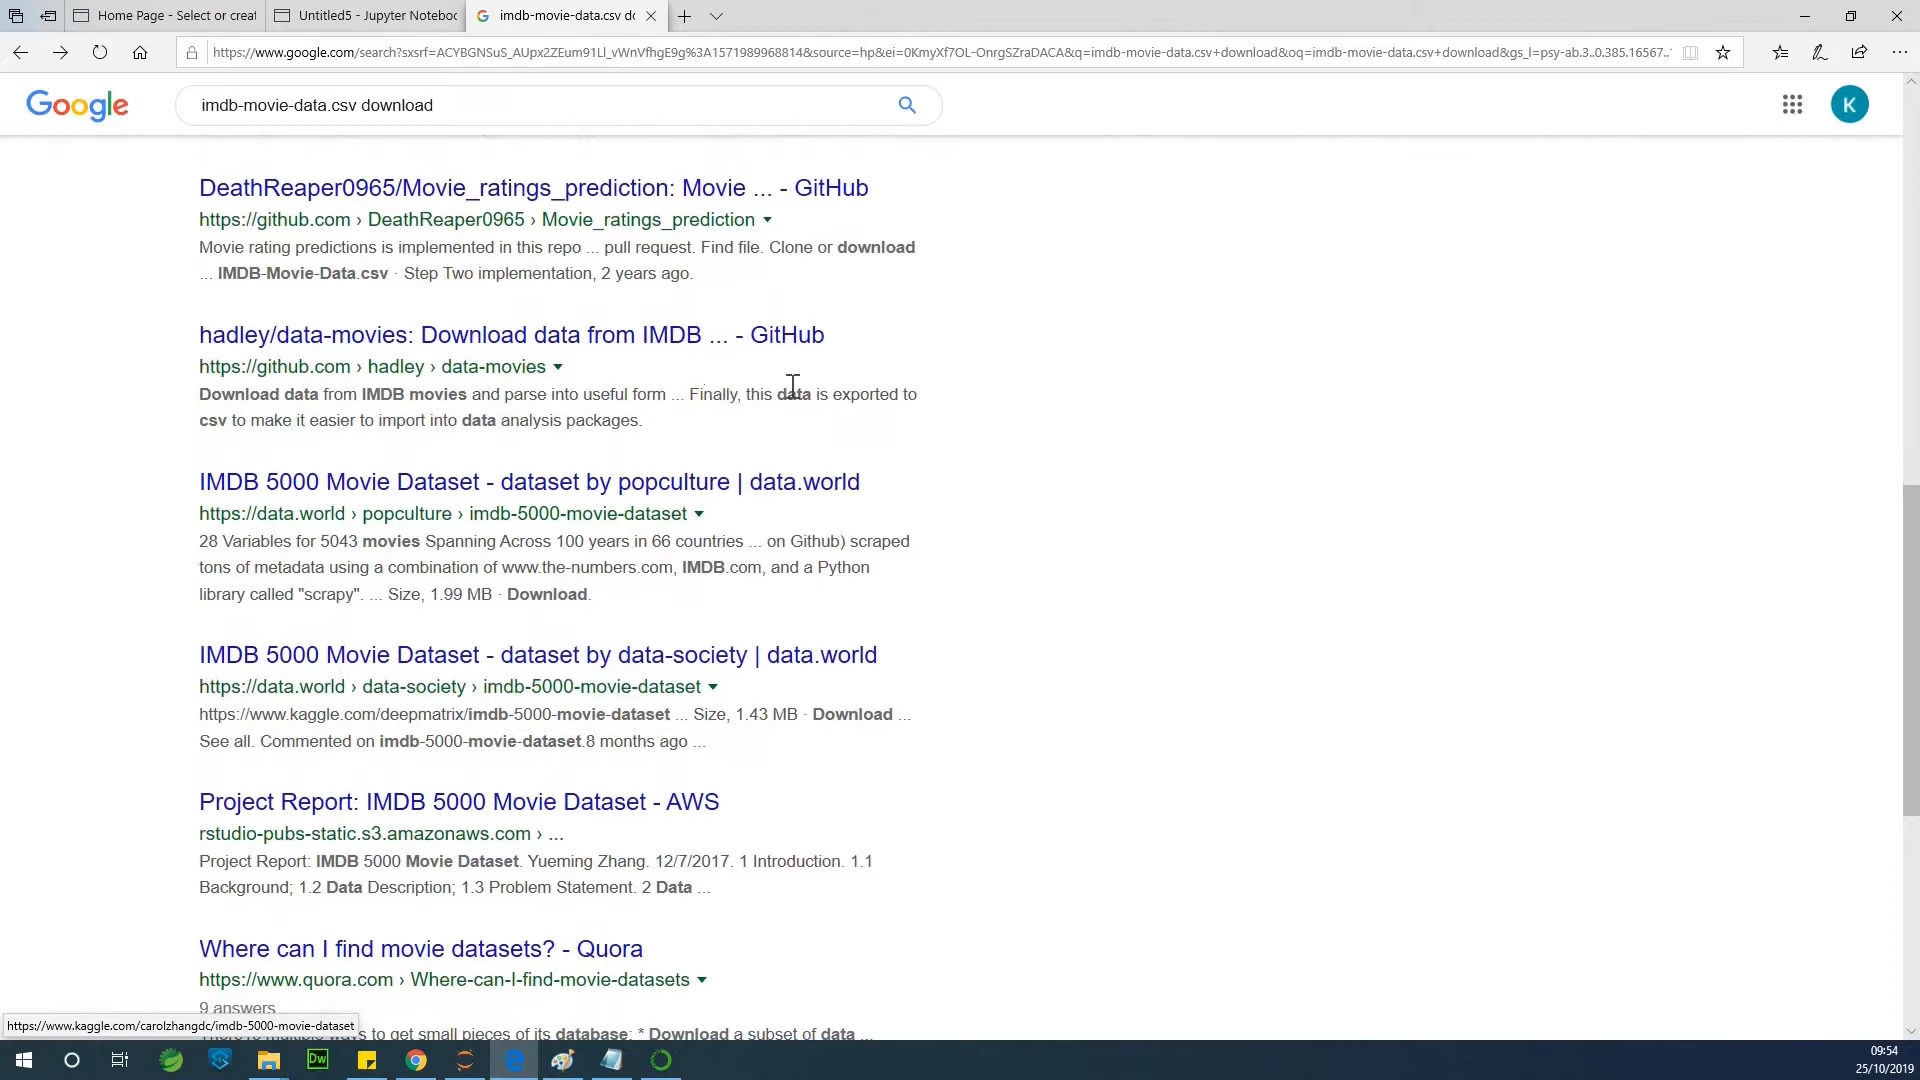 Home Page - Select or creat
Untitled5 - Jupyter Noteboo
imdb-movie-data.csv do
https://www.google.com/search?sxsrf=ACYBGNSuS_AUpx2ZEum91Ll_vWnVfhgE9g%3A1571989968814&source=hp&ei=0KmyXf7OL-OnrgSZraDACA&q=imdb-movie-data.csv+download&oq=imdb-movie-data.csv+download&gs_l=psy-ab.3..0.385.16567..
Google
imdb-movie-data.csv download
K
DeathReaper0965/Movie_ratings_prediction: Movie ... - GitHub
https://github.com › DeathReaper0965 › Movie_ratings_prediction
Movie rating predictions is implemented in this repo ... pull request. Find file. Clone or download
... IMDB-Movie-Data.csv · Step Two implementation, 2 years ago.
hadley/data-movies: Download data from IMDB ... - GitHub
https://github.com › hadley › data-movies
Download data from IMDB movies and parse into useful form ... Finally, this data is exported to
csv to make it easier to import into data analysis packages.
IMDB 5000 Movie Dataset - dataset by popculture | data.world
https://data.world › popculture › imdb-5000-movie-dataset
28 Variables for 5043 movies Spanning Across 100 years in 66 countries ... on Github) scraped
tons of metadata using a combination of www.the-numbers.com, IMDB.com, and a Python
library called "scrapy". ... Size, 1.99 MB · Download.
IMDB 5000 Movie Dataset - dataset by data-society | data.world
https://data.world › data-society › imdb-5000-movie-dataset
https://www.kaggle.com/deepmatrix/imdb-5000-movie-dataset ... Size, 1.43 MB · Download ...
See all. Commented on imdb-5000-movie-dataset.8 months ago ...
Project Report: IMDB 5000 Movie Dataset - AWS
rstudio-pubs-static.s3.amazonaws.com › ...
Project Report: IMDB 5000 Movie Dataset. Yueming Zhang. 12/7/2017. 1 Introduction. 1.1
Background; 1.2 Data Description; 1.3 Problem Statement. 2 Data ...
Where can I find movie datasets? - Quora
https://www.quora.com › Where-can-I-find-movie-datasets
9 answers
https://www.kaggle.com/carolzhangdc/imdb-5000-movie-dataset
to get small pieces of its database: * Download a subset of data ...
Dw
09:54
25/10/2019